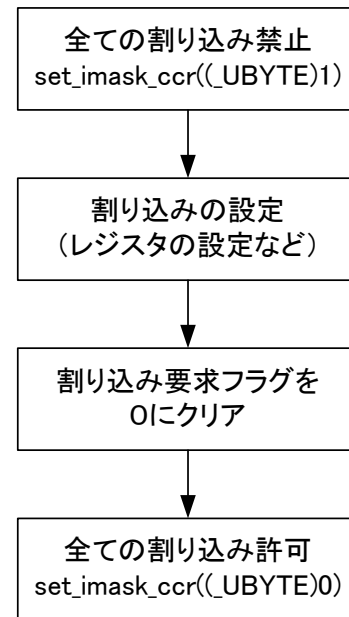 全ての割り込み禁止
set_imask_ccr((_UBYTE)1)
割り込みの設定
（レジスタの設定など）
割り込み要求フラグを
0にクリア
全ての割り込み許可
set_imask_ccr((_UBYTE)0)